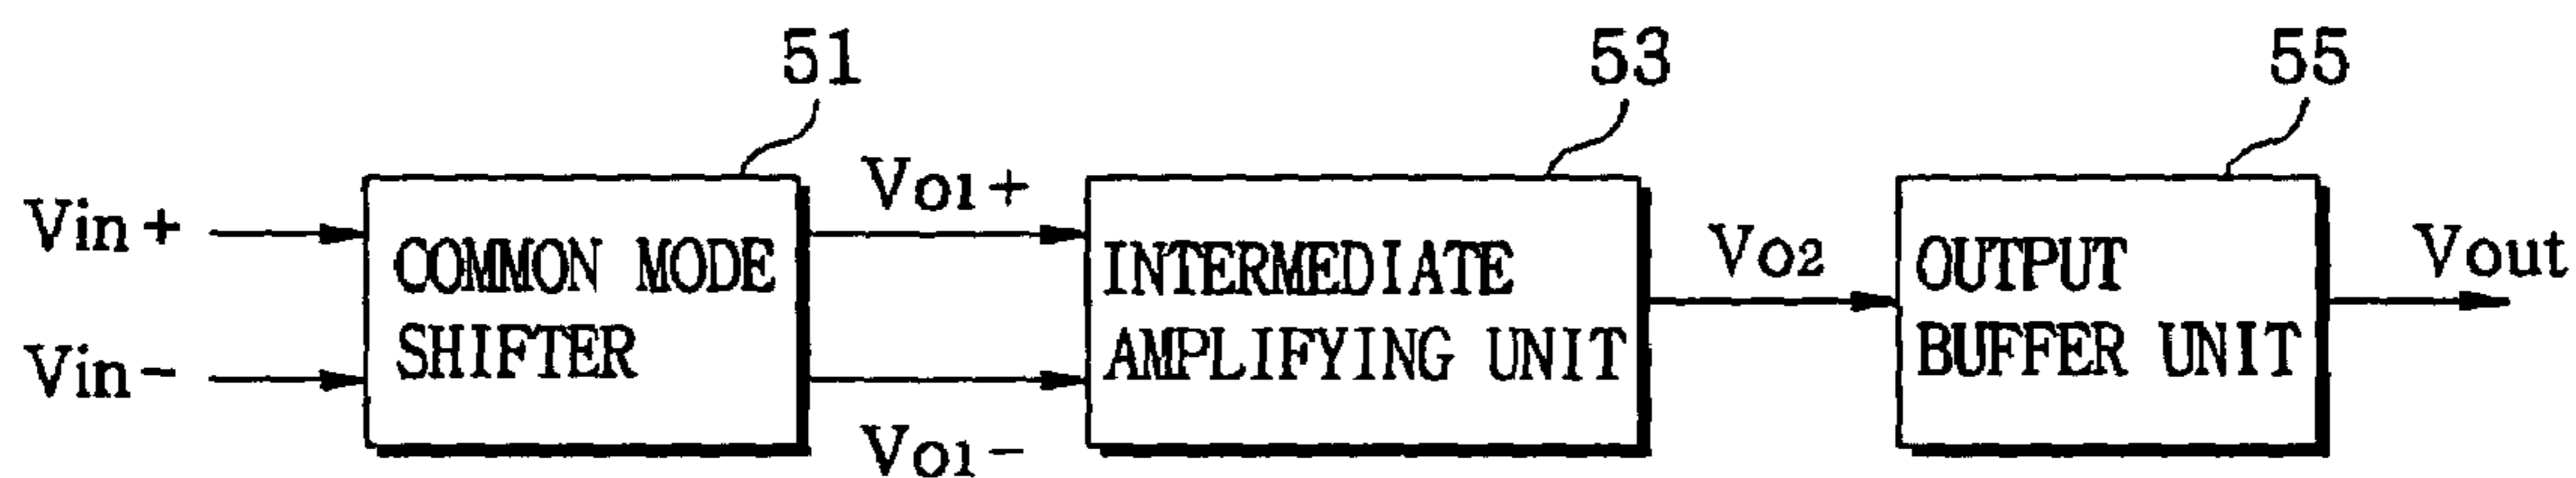 51
53
55
Vin+
Vin-
COMMON MODE
SHIFTER
Vo1+
Vo1-
INTERMEDIATE
AMPLIFYING UNIT
Vo2
OUTPUT
BUFFER UNIT
Vout